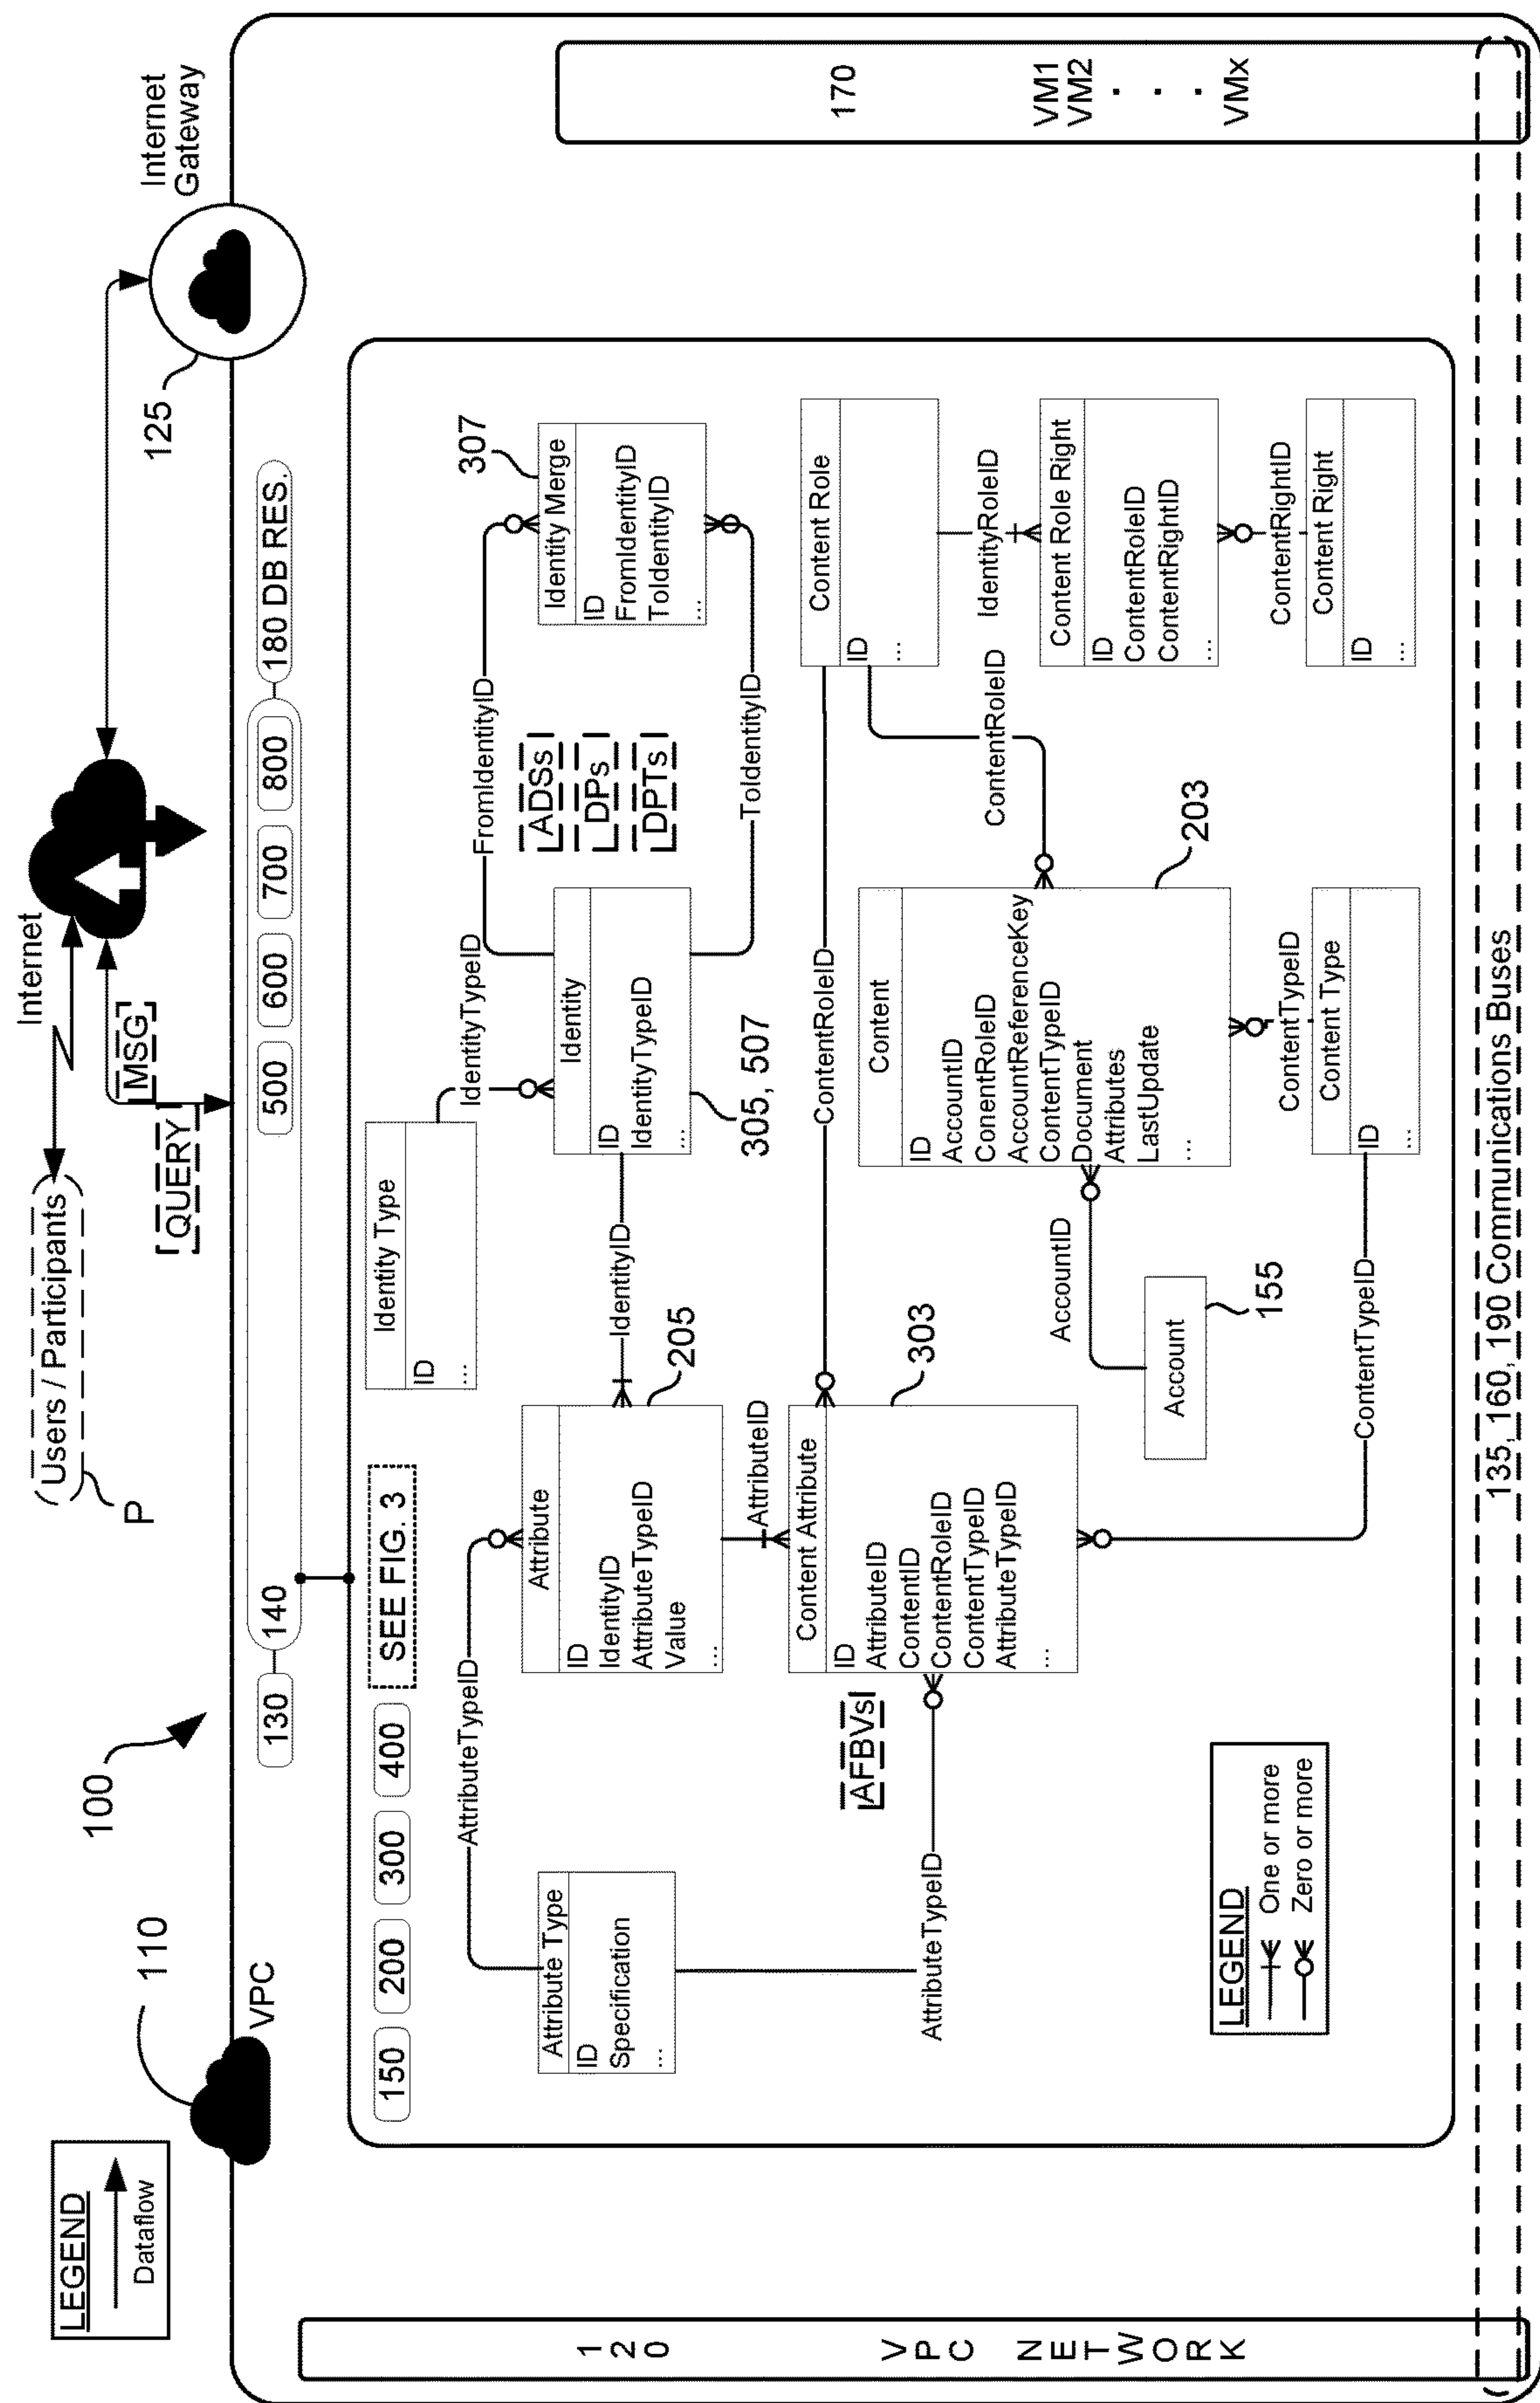 LEGEND
Dataflow
110
VPC
100
P
(Users / Participants)
Internet
MSG
QUERY
125
Internet
Gateway
130
140
500
600
700
800
180 DB RES.
120
VPC NETWORK
150
200
300
400
SEE FIG. 3
Identity Type
ID
...
IdentityTypeID
FromIdentityID
307
AttributeTypeID
Attribute Type
ID
Specification
...
Attribute
ID
IdentityID
AttributeTypeID
Value
...
205
IdentityID
Identity
ID
IdentityTypeID
...
305, 507
ADSs
DPs
DPTs
ToIdentityID
Identity Merge
ID
FromIdentityID
ToIdentityID
...
AttributeID
AFBVs
AttributeTypeID
Content Attribute
ID
AttributeID
ContentID
ContentRoleID
ContentTypeID
AttributeTypeID
...
303
ContentRoleID
Content Role
ID
...
Content
ID
AccountID
ConentRoleID
AccountReferenceKey
ContentTypeID
Document
Attributes
LastUpdate
...
203
ContentRoleID
IdentityRoleID
Content Role Right
ID
ContentRoleID
ContentRightID
...
AccountID
Account
155
ContentTypeID
ContentTypeID
Content Type
ID
...
ContentRightID
Content Right
ID
...
LEGEND
One or more
Zero or more
170
VM1
VM2
.
.
.
VMx
135, 160, 190 Communications Buses